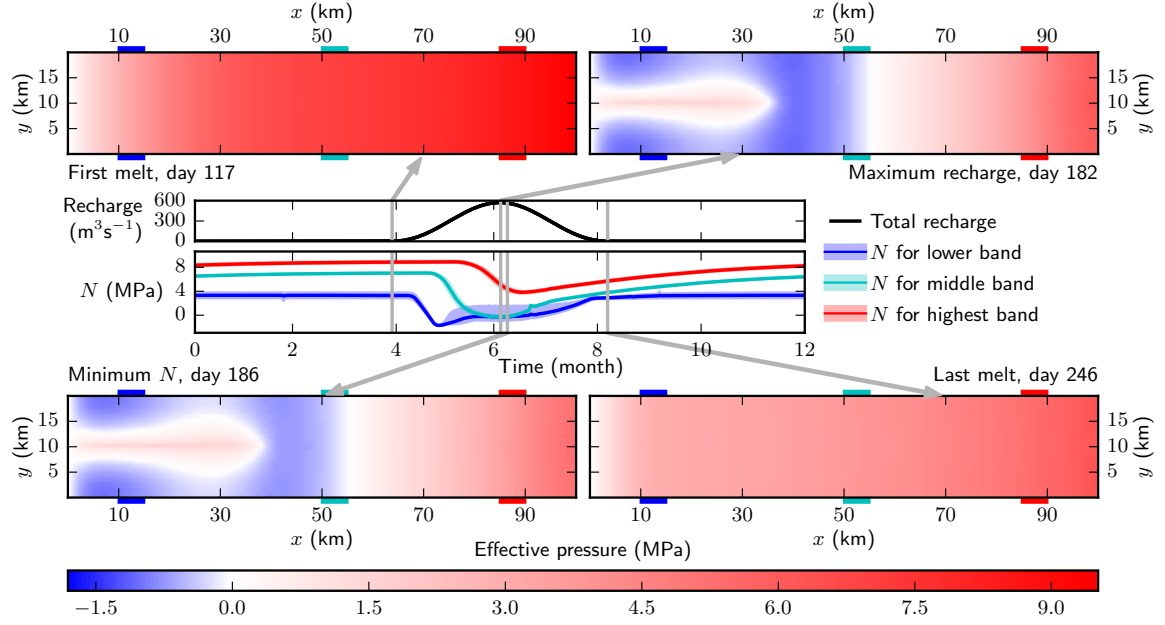 x (km) x (km)
10 30 50 70 90 10 30 50 70 90
y (km) 15 10 5 15 10 5 y (km)
First melt, day 117 Maximum recharge, day 182
Recharge (m³s⁻¹) 600 300 0
N (MPa) 8 4 0
0 2 4 6 8 10 12
Time (month)
Total recharge
N for lower band
N for middle band
N for highest band
Minimum N, day 186 Last melt, day 246
y (km) 15 10 5 15 10 5 y (km)
10 30 50 70 90 10 30 50 70 90
x (km) x (km)
Effective pressure (MPa)
−1.5 0.0 1.5 3.0 4.5 6.0 7.5 9.0